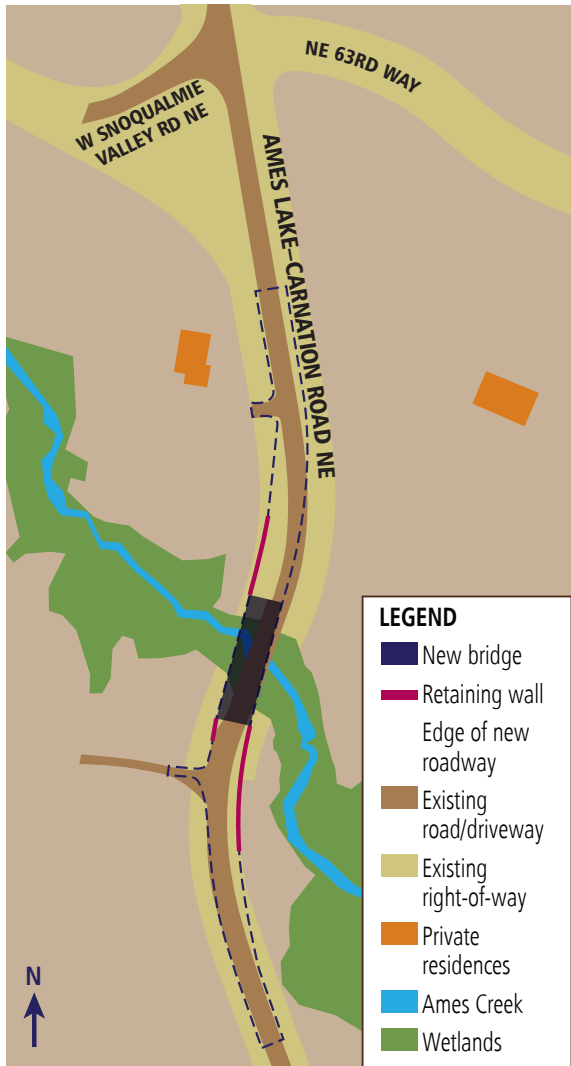 NE 63RD WAY
W SNOQUALMIE
VALLEY RD NE
AMES LAKE–CARNATION ROAD NE
LEGEND
New bridge
Retaining wall
Edge of new
roadway
Existing
road/driveway
Existing
right-of-way
Private
residences
Ames Creek
Wetlands
N